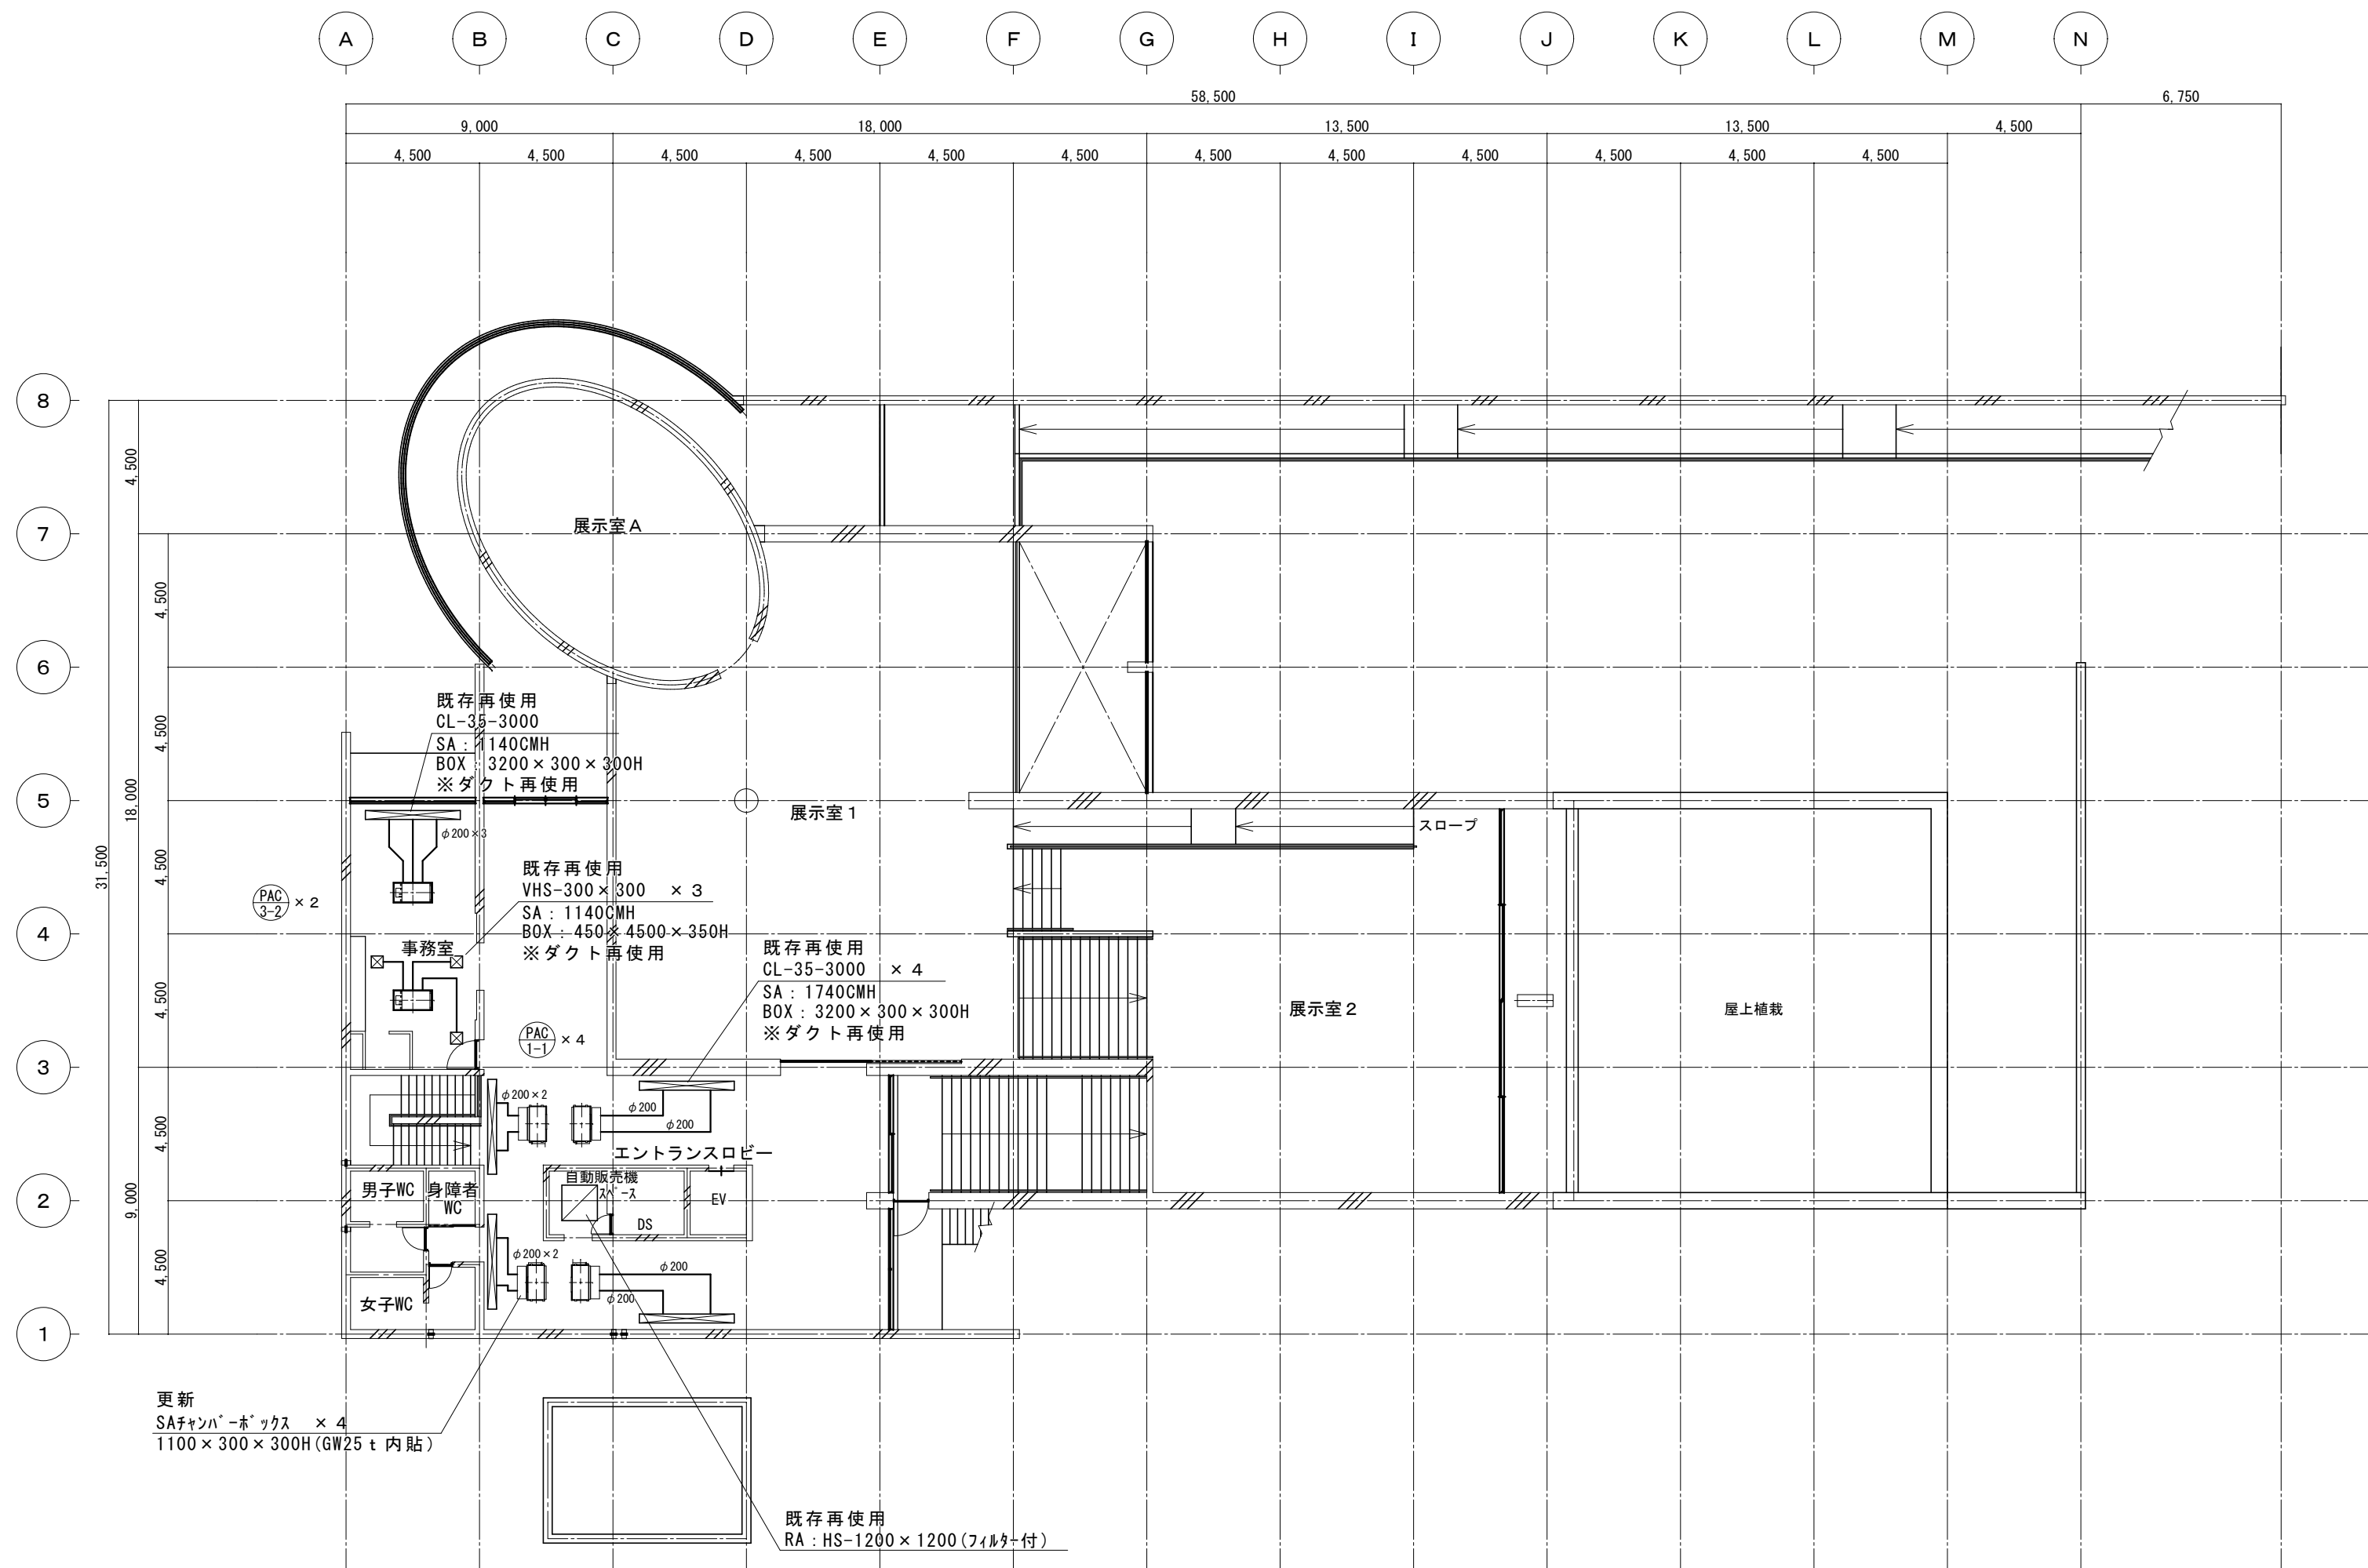 A B C D E F G H I J K L M N
58,500 6,750
9,000 18,000 13,500 13,500 4,500
4,500 4,500 4,500 4,500 4,500 4,500 4,500 4,500 4,500 4,500 4,500 4,500
8
4,500
7
展示室A
4,500
6
既存再使用
CL-35-3000
SA：1140CMH
BOX：3200×300×300H
※ダクト再使用
4,500
5
18,000
展示室1
スロープ
φ200×3
31,500
4,500
既存再使用
VHS-300×300 ×3
SA：1140CMH
BOX：450×4500×350H
※ダクト再使用
PAC
3-2
×2
4
事務室
既存再使用
CL-35-3000 ×4
SA：1740CMH
BOX：3200×300×300H
※ダクト再使用
4,500
展示室2
屋上植栽
PAC
1-1
×4
3
φ200×2
φ200
φ200
4,500
エントランスロビー
自動販売機
スペース
男子WC
身障者
WC
EV
DS
2
9,000
φ200×2
φ200
φ200
4,500
女子WC
1
更新
SAチャンバーボックス ×4
1100×300×300H(GW25t内貼)
既存再使用
RA：HS-1200×1200(フィルター付)